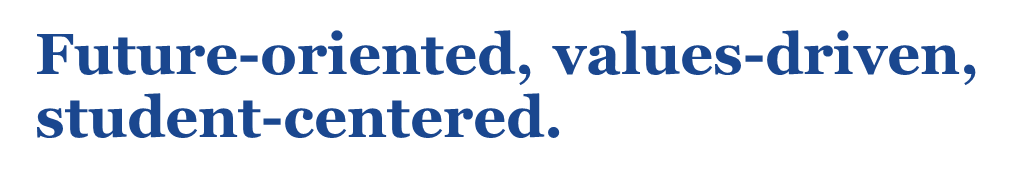 Future-oriented, values-driven,
student-centered.